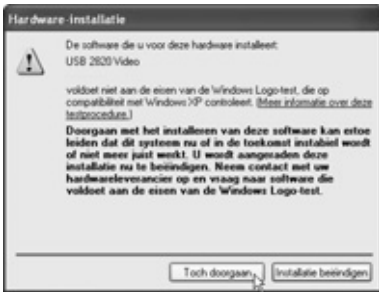 Hardware-installatie
De software die u voor deze hardware installeert:
USB 2820 Video
voldoet niet aan de eisen van de Windows Logo-test, die op
compatibiliteit met Windows XP controleert. (Meer informatie over deze
testprocedure.)
Doorgaan met het installeren van deze software kan ertoe
leiden dat dit systeem nu of in de toekomst instabiel wordt
of niet meer juist werkt. U wordt aangeraden deze
installatie nu te beëindigen. Neem contact met uw
hardwareleverancier op en vraag naar software die
voldoet aan de eisen van de Windows Logo-test.
Toch doorgaan Installatie beëindigen